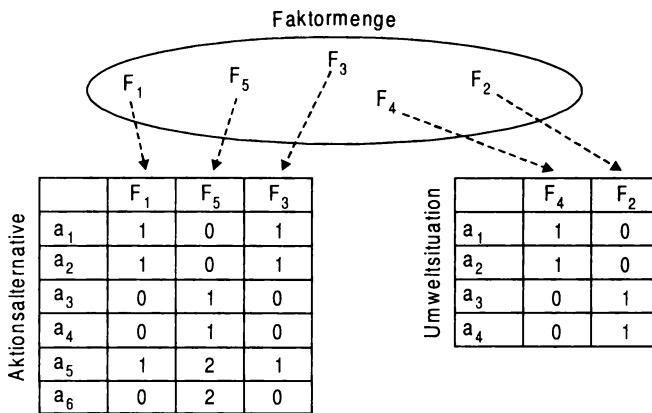 Faktormenge
F₁ F₅ F₃ F₄ F₂
Aktionsalternative
F₁ F₅ F₃
a₁ 1 0 1
a₂ 1 0 1
a₃ 0 1 0
a₄ 0 1 0
a₅ 1 2 1
a₆ 0 2 0
Umweltsituation
F₄ F₂
a₁ 1 0
a₂ 1 0
a₃ 0 1
a₄ 0 1